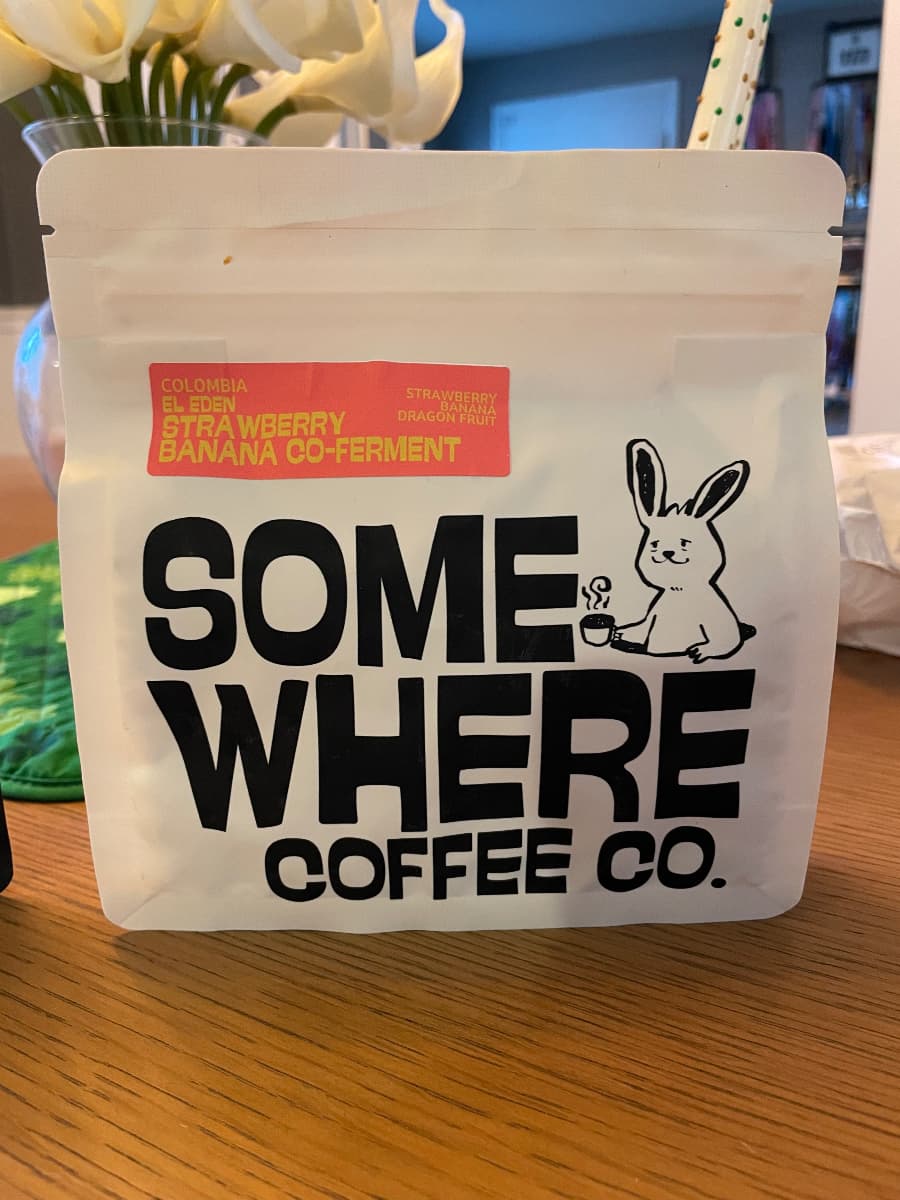 COLOMBIA
EL EDEN
STRAWBERRY
BANANA CO-FERMENT
STRAWBERRY
BANANA
DRAGON FRUIT
SOME
WHERE
COFFEE CO.